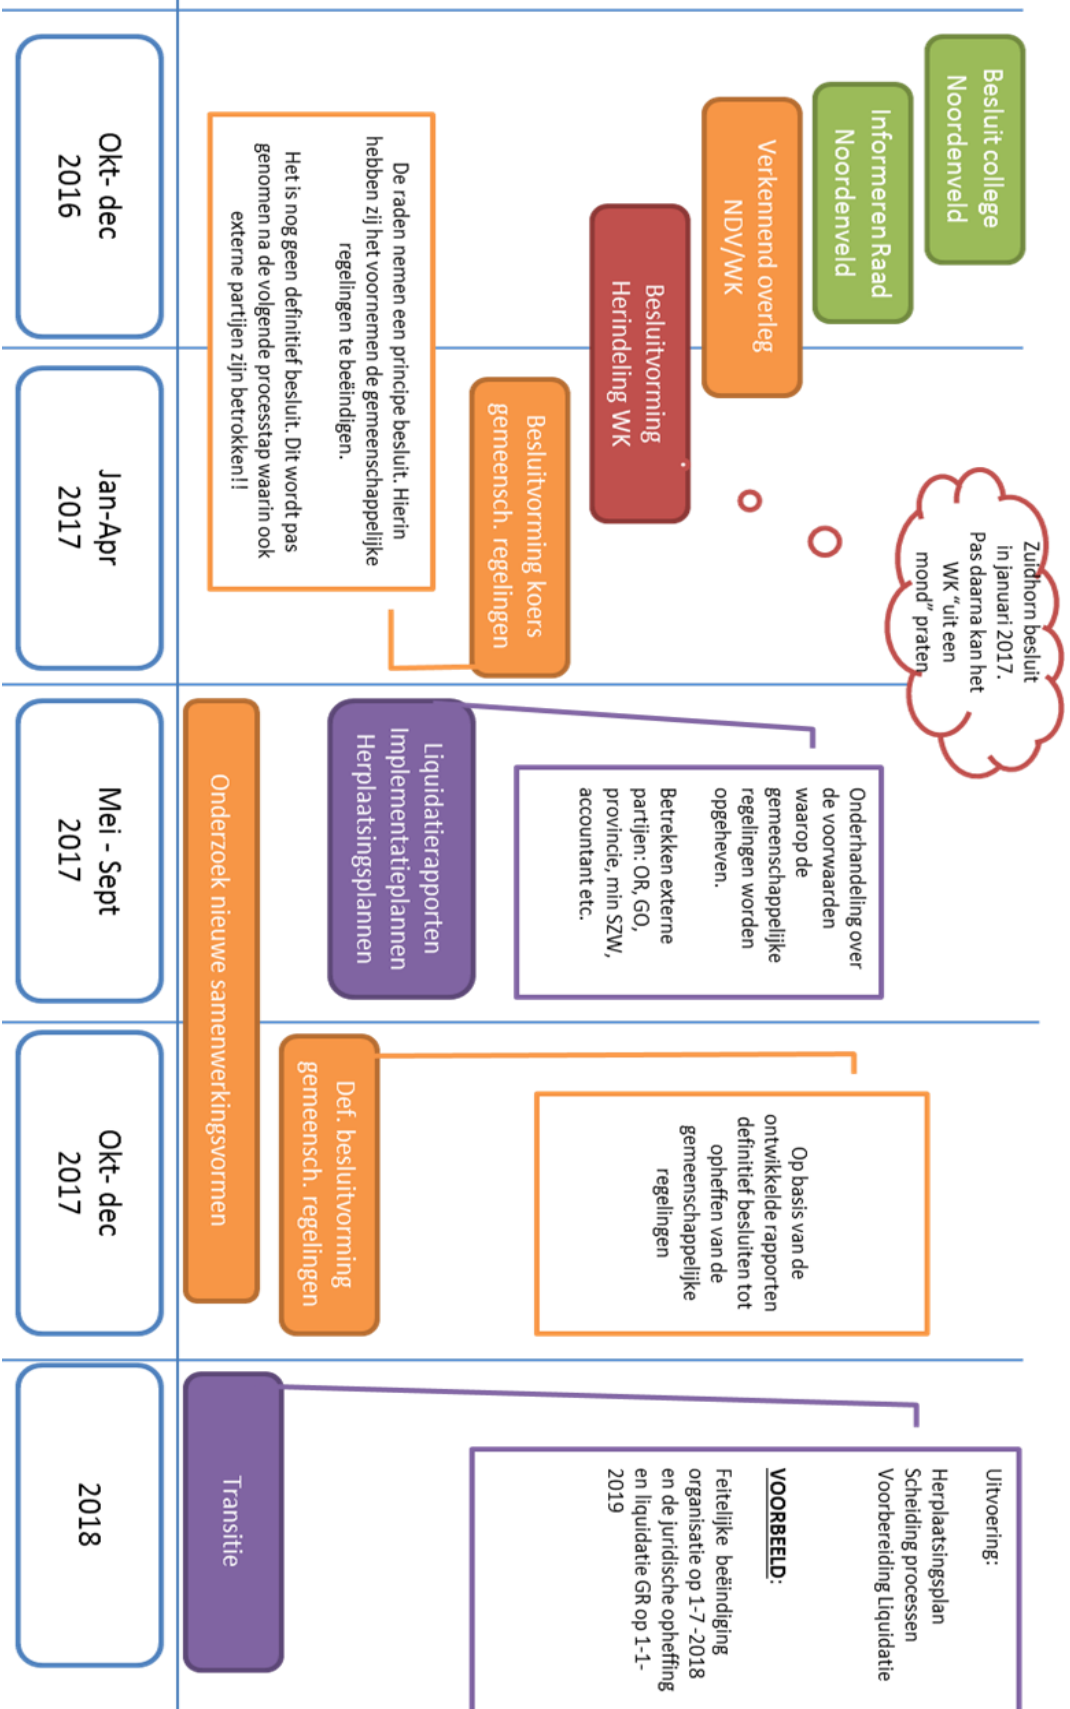 Besluit college
Noordenveld
Informeren Raad
Noordenveld
Verkennend overleg
NDV/WK
Besluitvorming
Herindeling WK
Besluitvorming koers
gemeensch. regelingen
De raden nemen een principe besluit. Hierin
hebben zij het voornemen de gemeenschappelijke
regelingen te beëindigen.
Het is nog geen definitief besluit. Dit wordt pas
genomen na de volgende processtap waarin ook
externe partijen zijn betrokken!!
Zuidhorn besluit
in januari 2017.
Pas daarna kan het
WK “uit een
mond” praten
Onderhandeling over
de voorwaarden
waarop de
gemeenschappelijke
regelingen worden
opgeheven.
Betrekken externe
partijen: OR, GO,
provincie, min SZW,
accountant etc.
Liquidatierapporten
Implementatieplannen
Herplaatsingsplannen
Onderzoek nieuwe samenwerkingsvormen
Op basis van de
ontwikkelde rapporten
definitief besluiten tot
opheffen van de
gemeenschappelijke
regelingen
Def. besluitvorming
gemeensch. regelingen
Uitvoering:
Herplaatsingsplan
Scheiding processen
Voorbereiding Liquidatie
VOORBEELD:
Feitelijke beëindiging
organisatie op 1-7 -2018
en de juridische opheffing
en liquidatie GR op 1-1-
2019
Transitie
Okt- dec
2016
Jan-Apr
2017
Mei - Sept
2017
Okt- dec
2017
2018